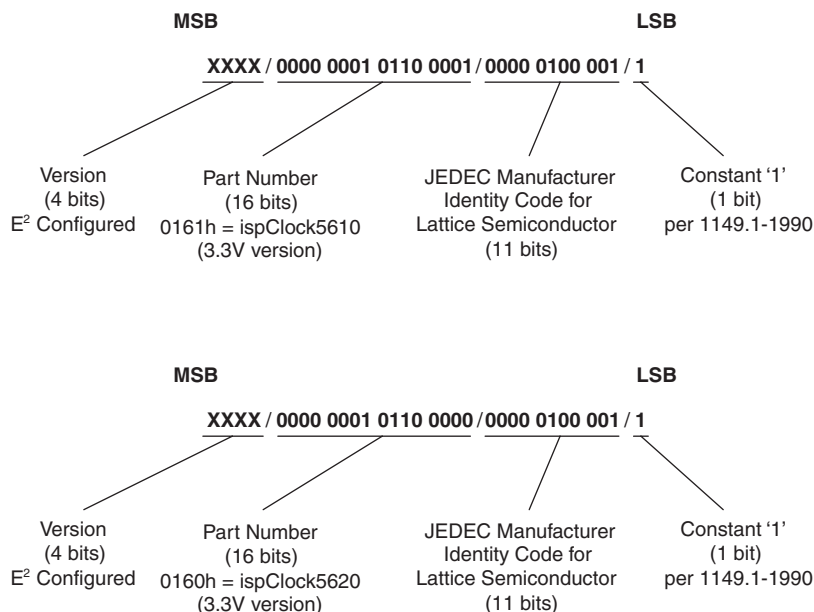 MSB LSB
XXXX / 0000 0001 0110 0001 / 0000 0100 001 / 1
Version
(4 bits)
E² Configured
Part Number
(16 bits)
0161h = ispClock5610
(3.3V version)
JEDEC Manufacturer
Identity Code for
Lattice Semiconductor
(11 bits)
Constant ‘1’
(1 bit)
per 1149.1-1990
MSB LSB
XXXX / 0000 0001 0110 0000 / 0000 0100 001 / 1
Version
(4 bits)
E² Configured
Part Number
(16 bits)
0160h = ispClock5620
(3.3V version)
JEDEC Manufacturer
Identity Code for
Lattice Semiconductor
(11 bits)
Constant ‘1’
(1 bit)
per 1149.1-1990